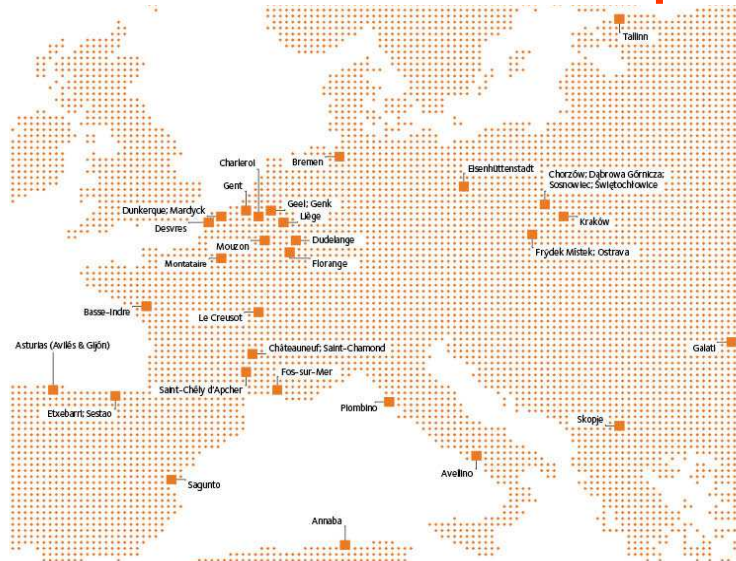 Tallinn
Bremen
Charleroi
Eisenhüttenstadt
Chorzów; Dąbrowa Górnicza;
Sosnowiec; Świętochłowice
Gent
Geel; Genk
Dunkerque; Mardyck
Liège
Kraków
Desvres
Mouzon
Dudelange
Frýdek Místek; Ostrava
Montataire
Florange
Basse-Indre
Le Creusot
Asturias (Avilés & Gijón)
Châteauneuf; Saint-Chamond
Galati
Fos-sur-Mer
Saint-Chély d'Apcher
Etxebarri; Sestao
Piombino
Skopje
Avellino
Sagunto
Annaba